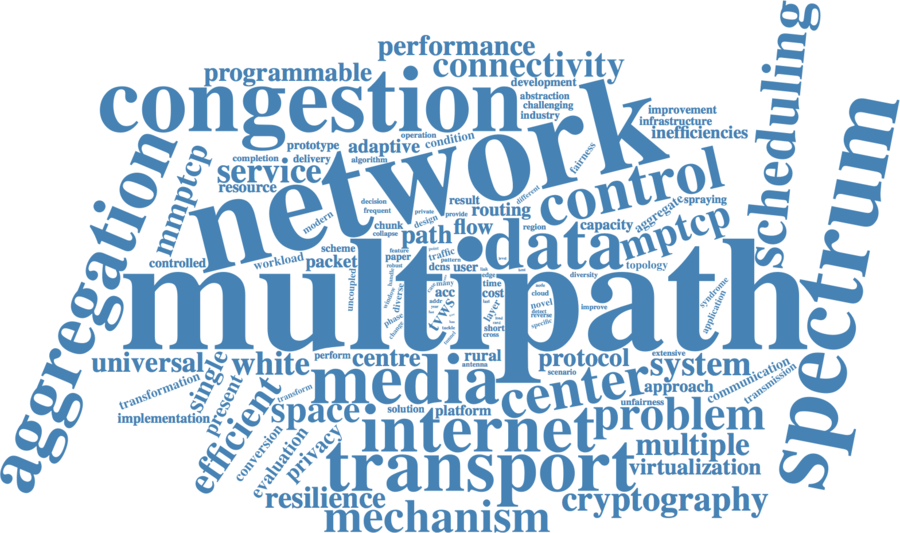 performance
programmable
connectivity
development
congestion
abstraction
challenging
industry
scheduling
spectrum
improvement
infrastructure
inefficiencies
network
operation
condition
prototype
adaptive
completion
delivery
algorithm
fairness
service
resource
control
aggregation
mmptcp
modern
decision
frequent
private
provide
design
result
different
routing
aggregate
spraying
chunk
collapse
path
flow
region
capacity
mptcp
data
controlled
workload
scheme
packet
feature
paper
robust
traffic
pattern
dcns
user
topology
diversity
multipath
uncoupled
diverse
window
phase
change
many
acc
addr
tvws
edge
time
cost
layer
short
cross
node
cloud
novel
detect
reverse
specific
improve
syndrome
application
universal
white
perform
centre
rural
antenna
protocol
scenario
extensive
system
transformation
single
present
transform
media
center
unfairness
approach
communication
transmission
implementation
efficient
space
solution
platform
problem
conversion
evaluation
privacy
internet
multiple
transport
virtualization
resilience
cryptography
mechanism